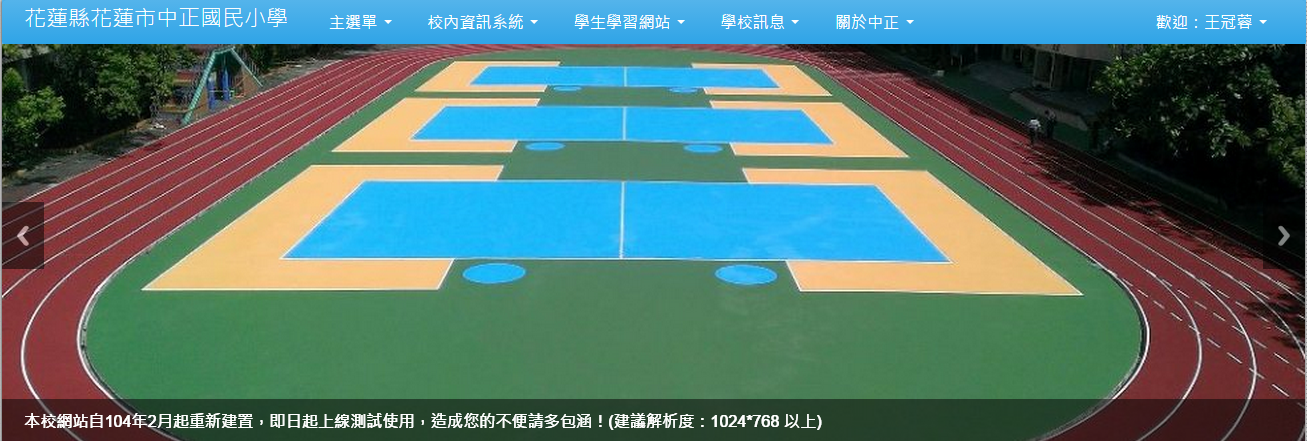 花蓮縣花蓮市中正國民小學 主選單 校內資訊系統 學生學習網站 學校訊息 關於中正 歡迎：王冠蓉
本校網站自104年2月起重新建置，即日起上線測試使用，造成您的不便請多包涵！(建議解析度：1024*768 以上)